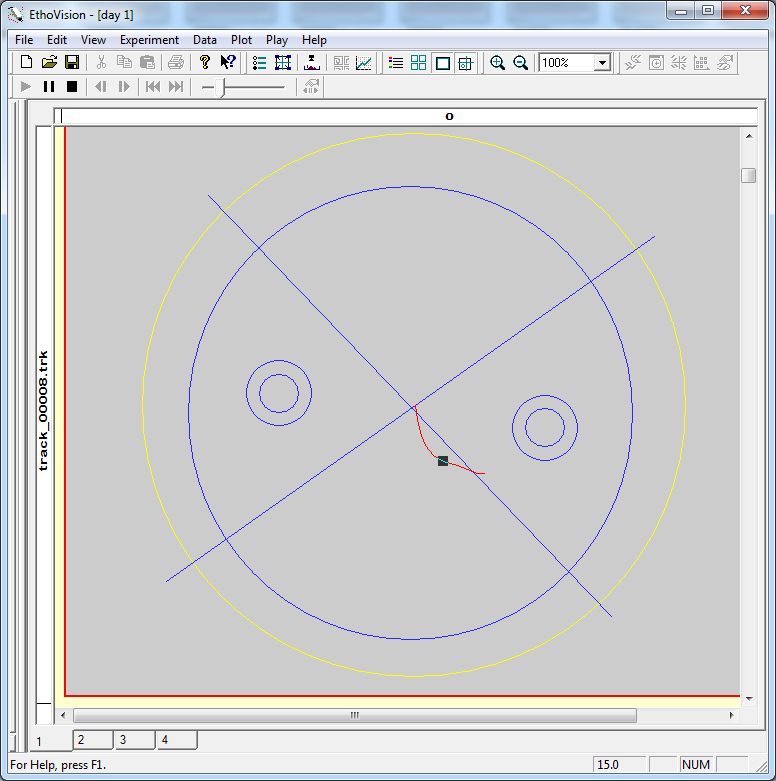 EthoVision - [day 1]
File Edit View Experiment Data Plot Play Help
100%
o
track_00008.trk
1 2 3 4
For Help, press F1. 15.0 NUM